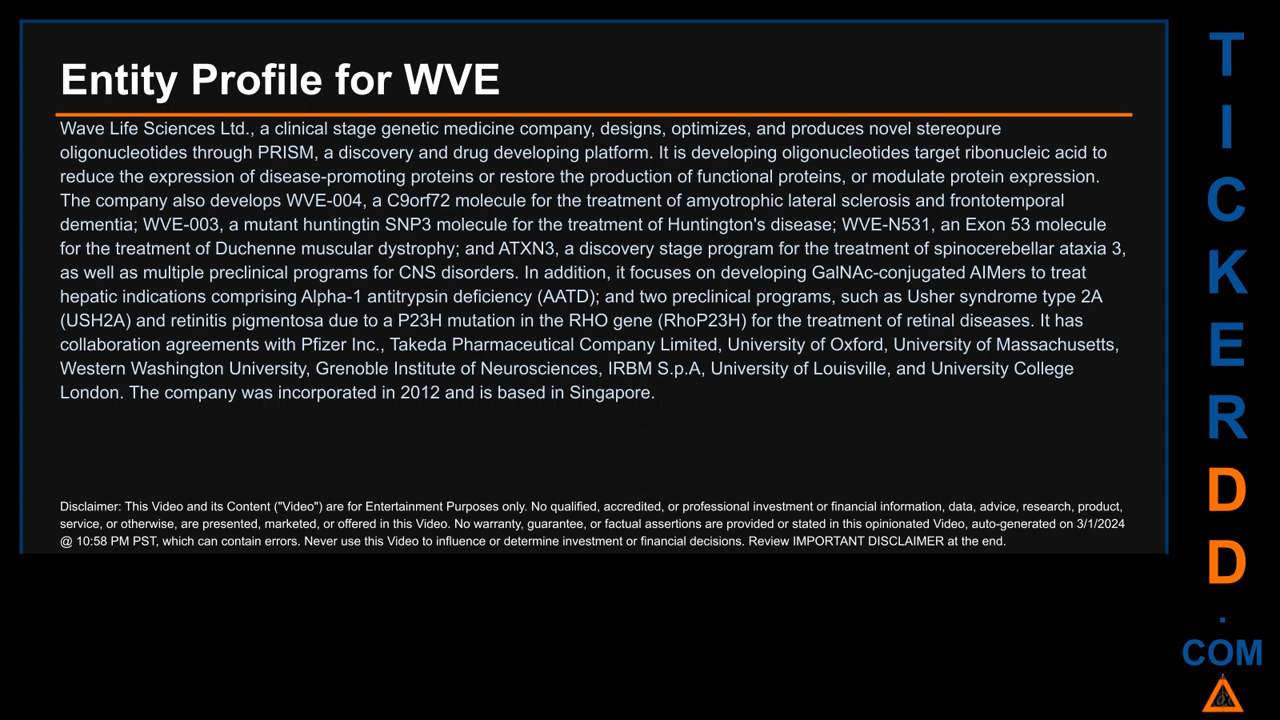 Entity Profile for WVE
Wave Life Sciences Ltd., a clinical stage genetic medicine company, designs, optimizes, and produces novel stereopure
oligonucleotides through PRISM, a discovery and drug developing platform. It is developing oligonucleotides target ribonucleic acid to
reduce the expression of disease-promoting proteins or restore the production of functional proteins, or modulate protein expression.
The company also develops WVE-004, a C9orf72 molecule for the treatment of amyotrophic lateral sclerosis and frontotemporal
dementia; WVE-003, a mutant huntingtin SNP3 molecule for the treatment of Huntington's disease; WVE-N531, an Exon 53 molecule
for the treatment of Duchenne muscular dystrophy; and ATXN3, a discovery stage program for the treatment of spinocerebellar ataxia 3,
as well as multiple preclinical programs for CNS disorders. In addition, it focuses on developing GalNAc-conjugated AIMers to treat
hepatic indications comprising Alpha-1 antitrypsin deficiency (AATD); and two preclinical programs, such as Usher syndrome type 2A
(USH2A) and retinitis pigmentosa due to a P23H mutation in the RHO gene (RhoP23H) for the treatment of retinal diseases. It has
collaboration agreements with Pfizer Inc., Takeda Pharmaceutical Company Limited, University of Oxford, University of Massachusetts,
Western Washington University, Grenoble Institute of Neurosciences, IRBM S.p.A, University of Louisville, and University College
London. The company was incorporated in 2012 and is based in Singapore.
Disclaimer: This Video and its Content ("Video") are for Entertainment Purposes only. No qualified, accredited, or professional investment or financial information, data, advice, research, product,
service, or otherwise, are presented, marketed, or offered in this Video. No warranty, guarantee, or factual assertions are provided or stated in this opinionated Video, auto-generated on 3/1/2024
@ 10:58 PM PST, which can contain errors. Never use this Video to influence or determine investment or financial decisions. Review IMPORTANT DISCLAIMER at the end.
T
I
C
K
E
R
D
D
.
COM